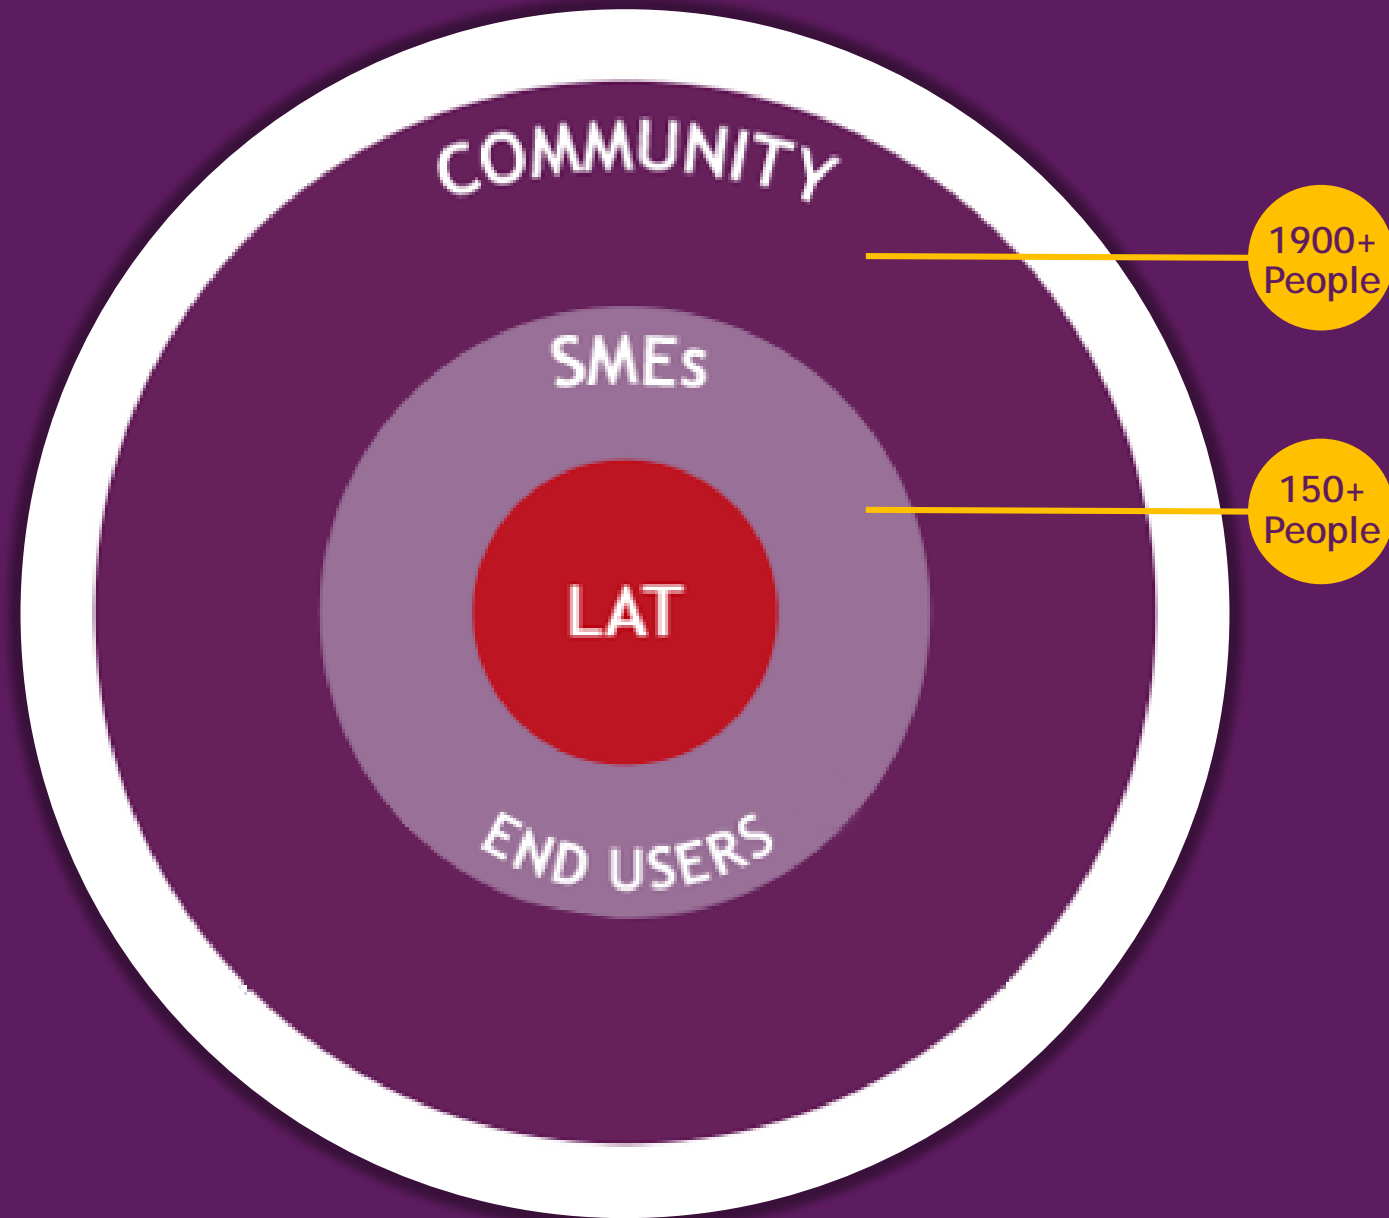 COMMUNITY
1900+
People
SMEs
150+
People
LAT
END USERS